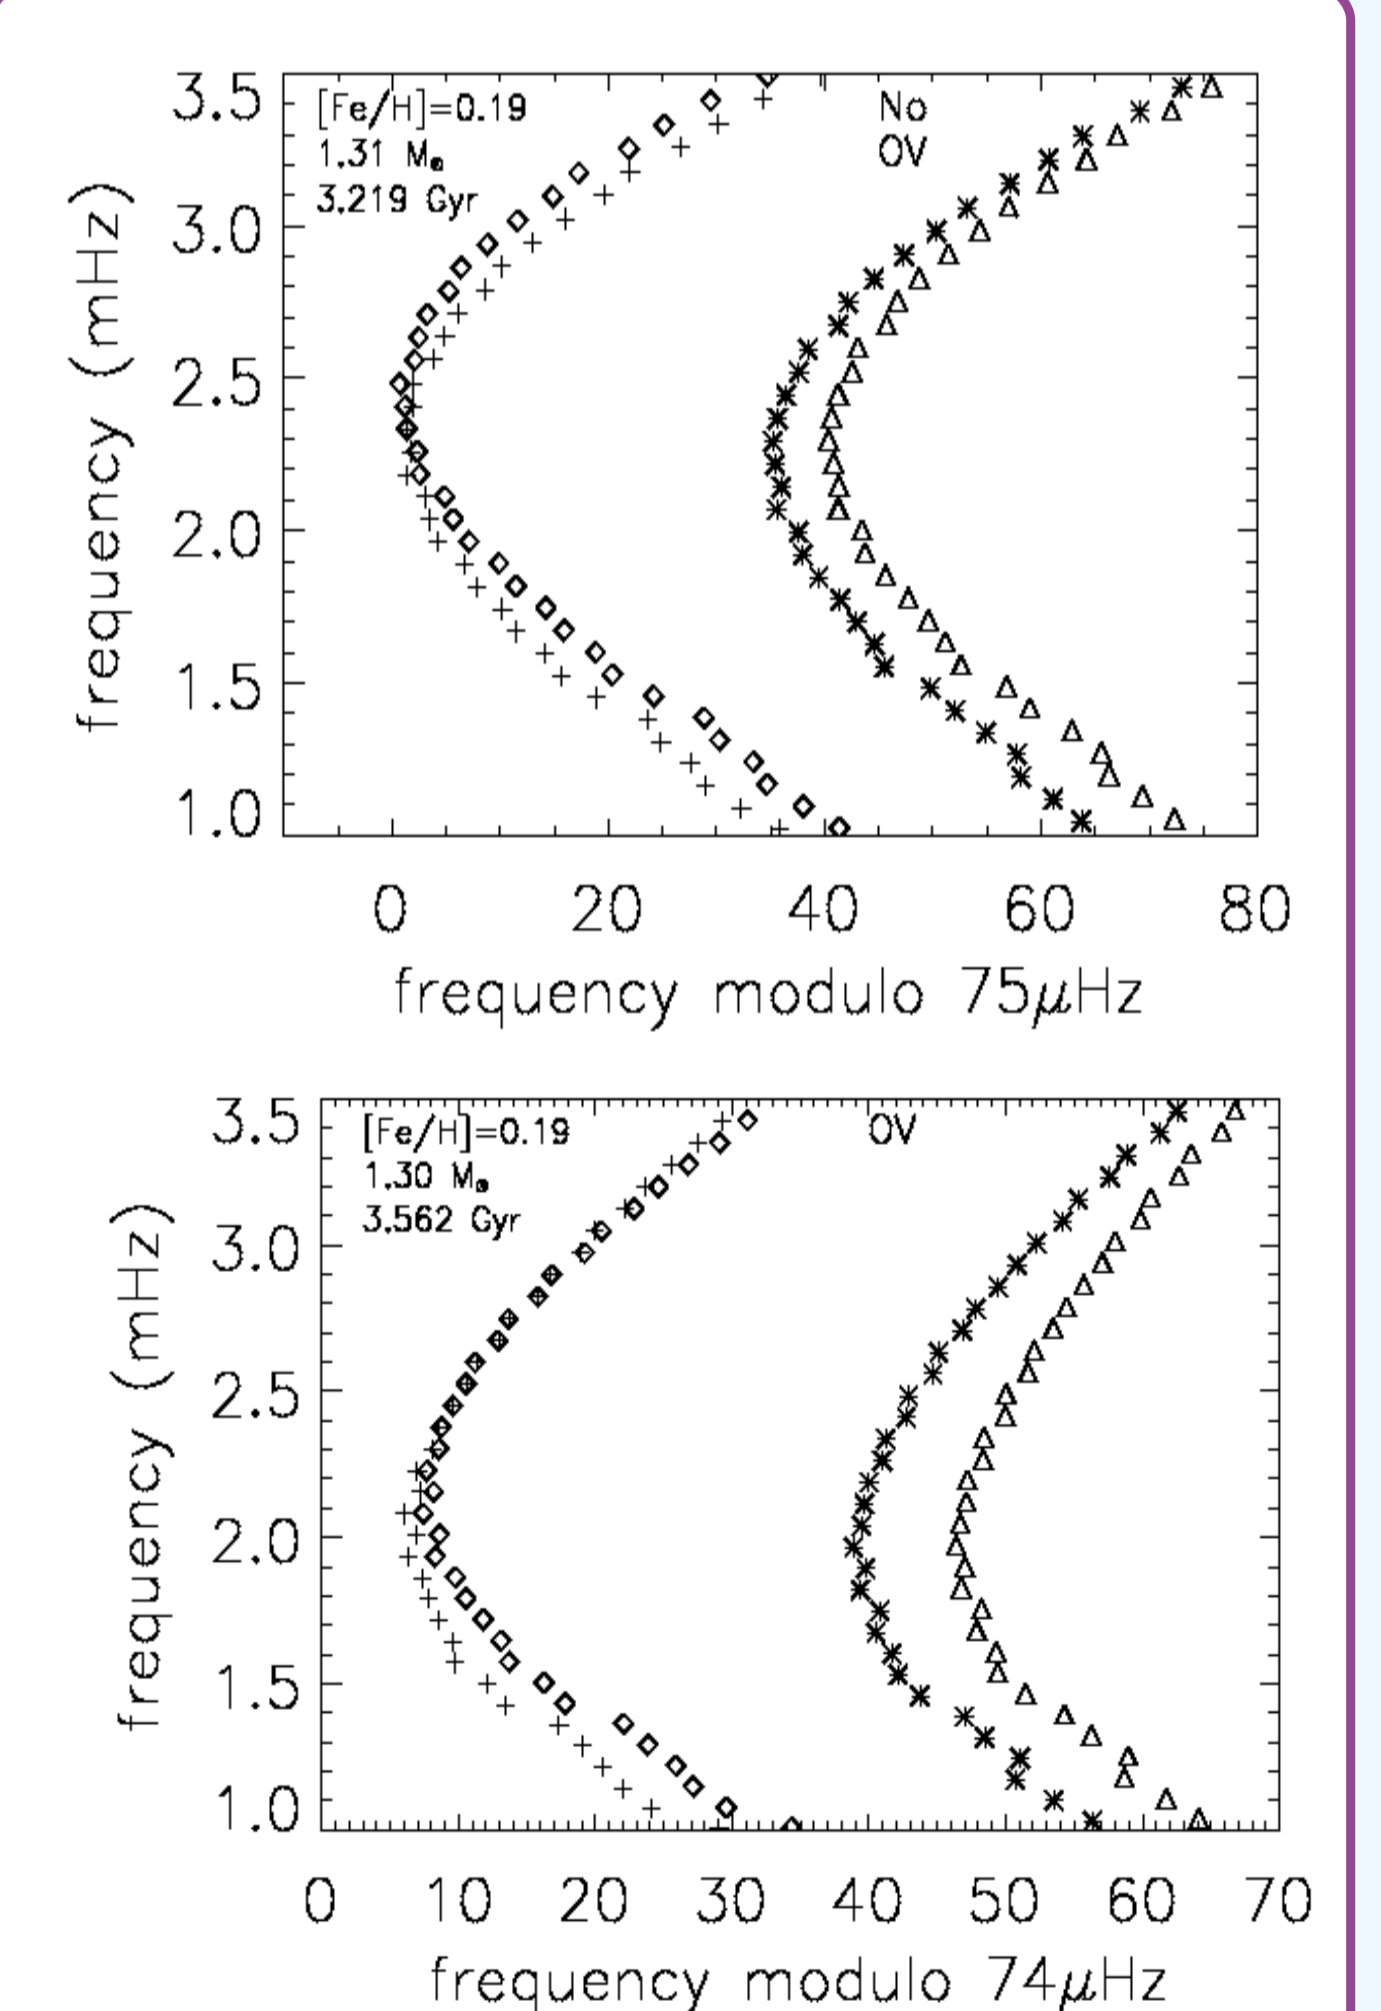 3.5
[Fe/H]=0.19
1.31 M⊙
3.219 Gyr
No
OV
3.0
2.5
2.0
1.5
1.0
frequency (mHz)
0 20 40 60 80
frequency modulo 75μHz
3.5
[Fe/H]=0.19
1.30 M⊙
3.562 Gyr
OV
3.0
2.5
2.0
1.5
1.0
frequency (mHz)
0 10 20 30 40 50 60 70
frequency modulo 74μHz